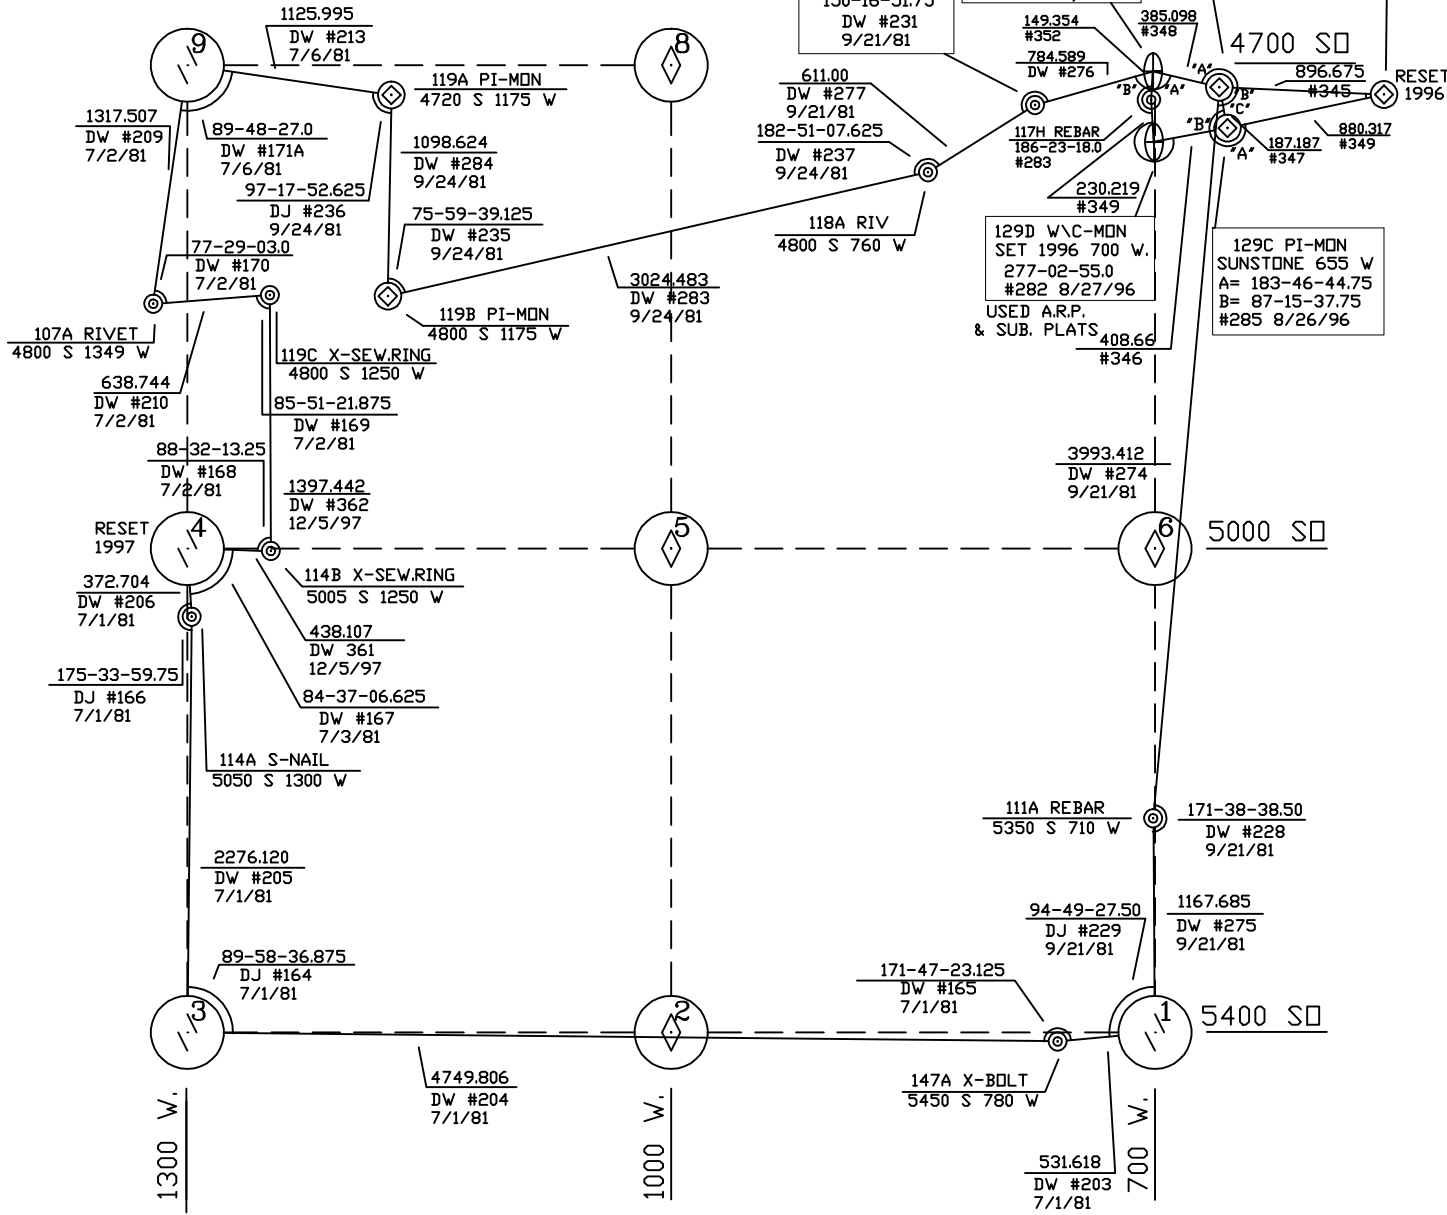 1125.995
DW #213
7/6/81
9
8
DW #231
9/21/81
149.354
#352
385.098
#348
4700 SO
784.589
DW #276
"A"
"B"
"A"
"B"
"C"
896.675
#345
RESET
1996
119A PI-MON
4720 S 1175 W
611.00
DW #277
9/21/81
1317.507
DW #209
7/2/81
89-48-27.0
DW #171A
7/6/81
182-51-07.625
DW #237
9/24/81
117H REBAR
186-23-18.0
#283
"B"
"A"
187.187
#347
880.317
#349
1098.624
DW #284
9/24/81
97-17-52.625
DJ #236
9/24/81
230.219
#349
75-59-39.125
DW #235
9/24/81
118A RIV
4800 S 760 W
129D W\C-MON
SET 1996 700 W.
277-02-55.0
#282 8/27/96
USED A.R.P.
& SUB. PLATS
129C PI-MON
SUNSTONE 655 W
A= 183-46-44.75
B= 87-15-37.75
#285 8/26/96
77-29-03.0
DW #170
7/2/81
3024.483
DW #283
9/24/81
119B PI-MON
4800 S 1175 W
107A RIVET
4800 S 1349 W
408.66
#346
119C X-SEW.RING
4800 S 1250 W
638.744
DW #210
7/2/81
85-51-21.875
DW #169
7/2/81
88-32-13.25
DW #168
7/2/81
3993.412
DW #274
9/21/81
1397.442
DW #362
12/5/97
RESET
1997
4
5
6
5000 SO
114B X-SEW.RING
5005 S 1250 W
372.704
DW #206
7/1/81
438.107
DW 361
12/5/97
175-33-59.75
DJ #166
7/1/81
84-37-06.625
DW #167
7/3/81
114A S-NAIL
5050 S 1300 W
111A REBAR
5350 S 710 W
171-38-38.50
DW #228
9/21/81
2276.120
DW #205
7/1/81
94-49-27.50
DJ #229
9/21/81
1167.685
DW #275
9/21/81
89-58-36.875
DJ #164
7/1/81
171-47-23.125
DW #165
7/1/81
3
2
1
5400 SO
4749.806
DW #204
7/1/81
147A X-BOLT
5450 S 780 W
531.618
DW #203
7/1/81
1300 W.
1000 W.
700 W.